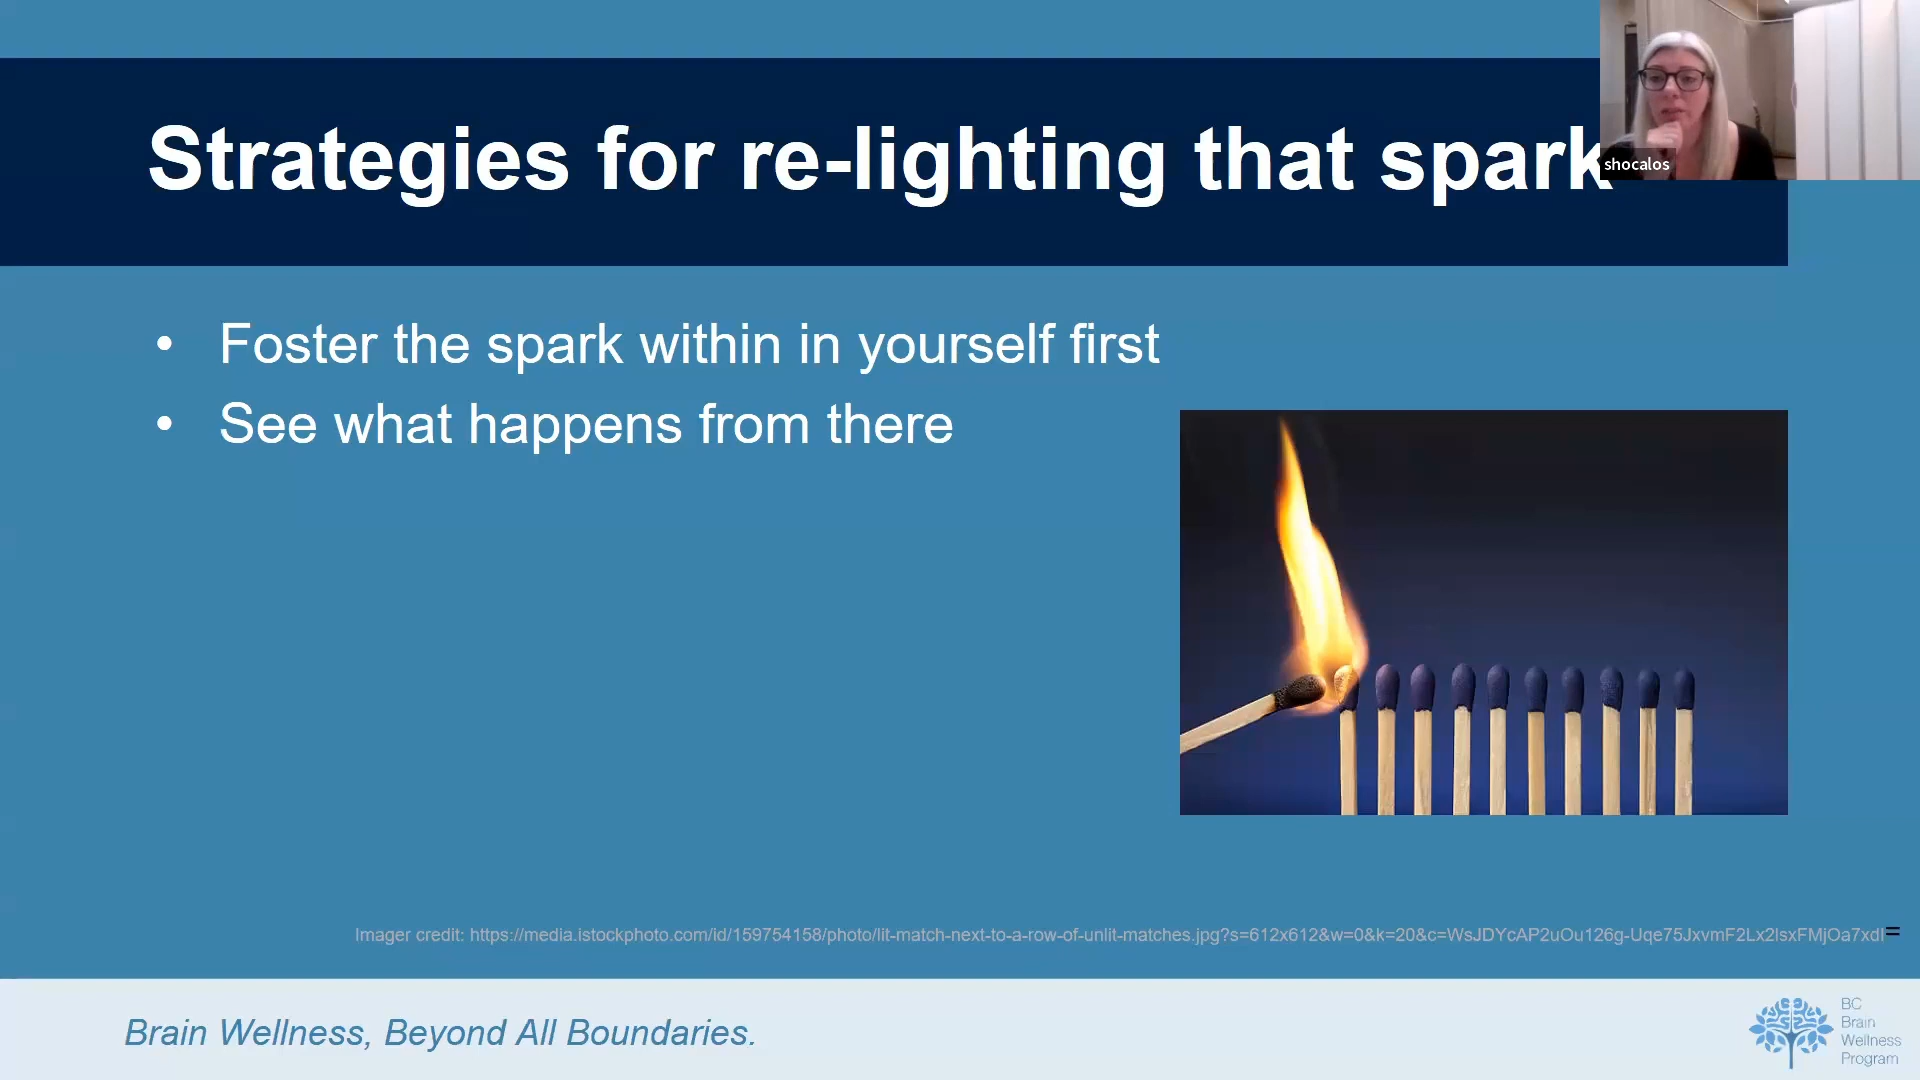 Strategies for re-lighting that spark
shocalos
• Foster the spark within in yourself first
• See what happens from there
Imager credit: https://media.istockphoto.com/id/159754158/photo/lit-match-next-to-a-row-of-unlit-matches.jpg?s=612x612&w=0&k=20&c=WsJDYcAP2uOu126g-Uqe75JxvmF2Lx2lsxFMjOa7xdI=
Brain Wellness, Beyond All Boundaries.
BC
Brain
Wellness
Program